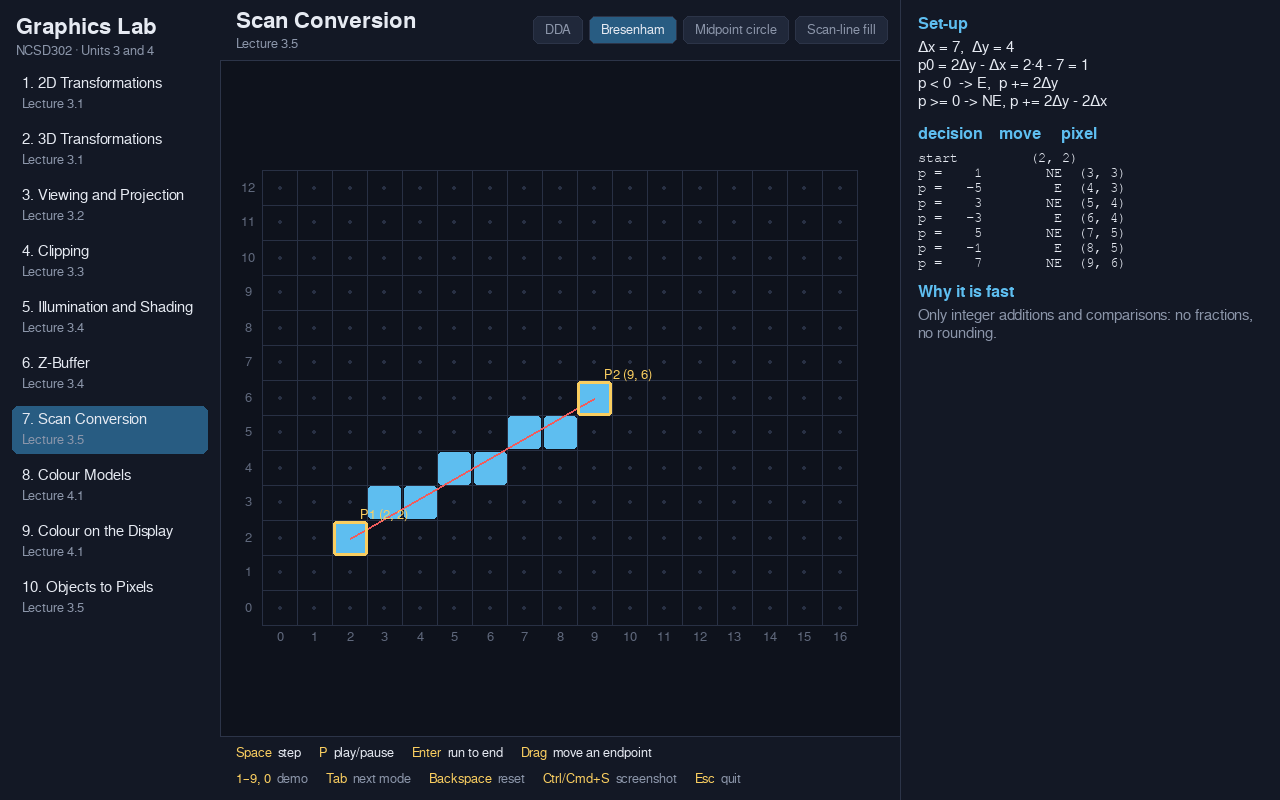 Graphics Lab
NCSD302 · Units 3 and 4
1. 2D Transformations
Lecture 3.1
2. 3D Transformations
Lecture 3.1
3. Viewing and Projection
Lecture 3.2
4. Clipping
Lecture 3.3
5. Illumination and Shading
Lecture 3.4
6. Z-Buffer
Lecture 3.4
7. Scan Conversion
Lecture 3.5
8. Colour Models
Lecture 4.1
9. Colour on the Display
Lecture 4.1
10. Objects to Pixels
Lecture 3.5
Scan Conversion
Lecture 3.5
DDA Bresenham Midpoint circle Scan-line fill
12
11
10
9
8
7
P2 (9, 6)
6
5
4
3
P1 (2, 2)
2
1
0
0 1 2 3 4 5 6 7 8 9 10 11 12 13 14 15 16
Space step P play/pause Enter run to end Drag move an endpoint
1–9, 0 demo Tab next mode Backspace reset Ctrl/Cmd+S screenshot Esc quit
Set-up
Δx = 7, Δy = 4
p0 = 2Δy - Δx = 2·4 - 7 = 1
p < 0 -> E, p += 2Δy
p >= 0 -> NE, p += 2Δy - 2Δx
decision move pixel
start (2, 2)
p = 1 NE (3, 3)
p = −5 E (4, 3)
p = 3 NE (5, 4)
p = −3 E (6, 4)
p = 5 NE (7, 5)
p = −1 E (8, 5)
p = 7 NE (9, 6)
Why it is fast
Only integer additions and comparisons: no fractions,
no rounding.